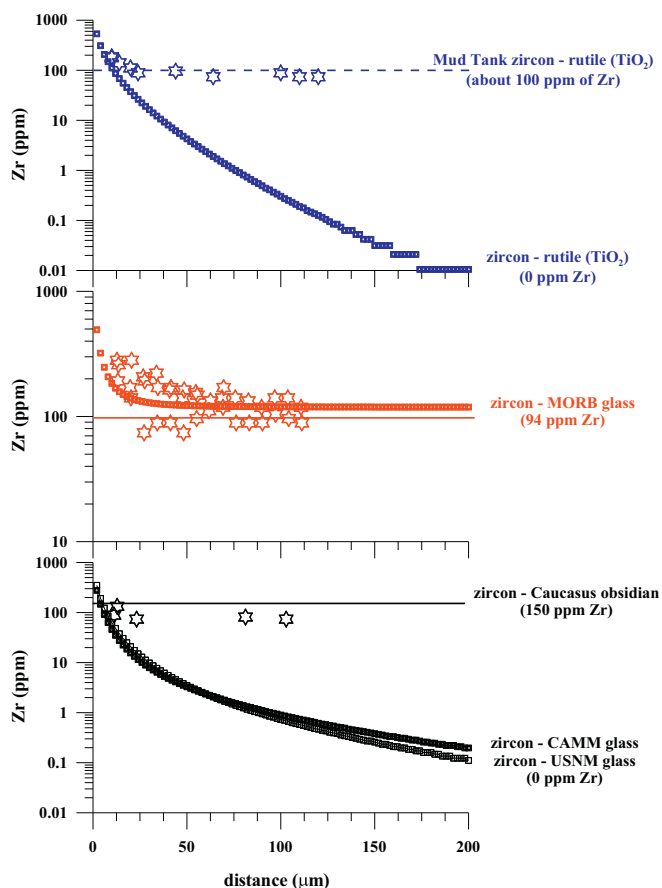 1000
100
10
1
0.1
0.01
Zr (ppm)
Mud Tank zircon - rutile (TiO₂)
(about 100 ppm of Zr)
zircon - rutile (TiO₂)
(0 ppm Zr)
1000
100
10
Zr (ppm)
zircon - MORB glass
(94 ppm Zr)
1000
100
10
1
0.1
0.01
Zr (ppm)
zircon - Caucasus obsidian
(150 ppm Zr)
zircon - CAMM glass
zircon - USNM glass
(0 ppm Zr)
0 50 100 150 200
distance (μm)